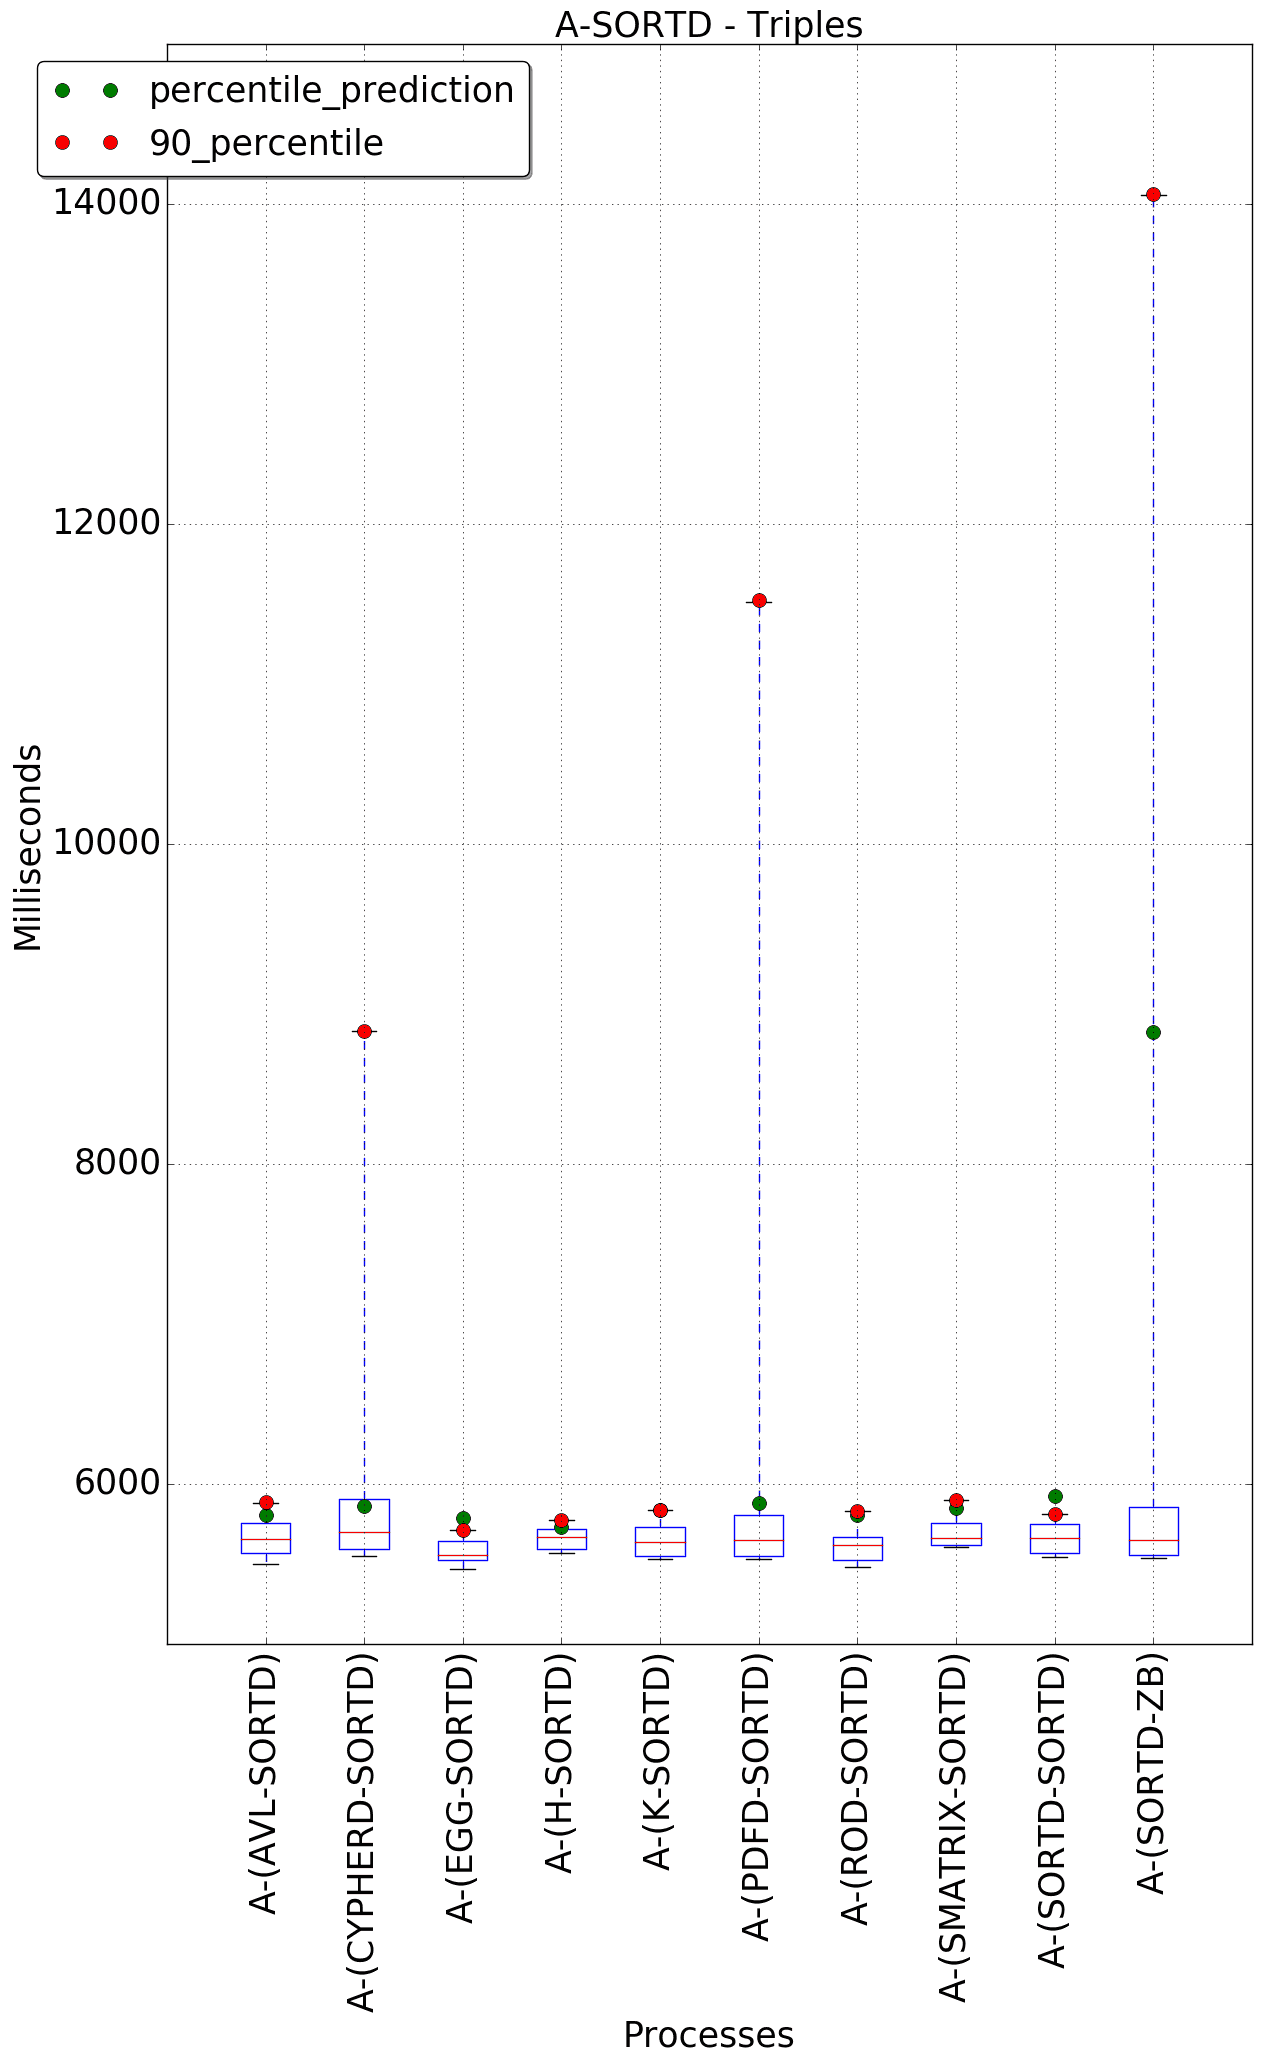 A-SORTD - Triples
percentile_prediction
90_percentile
14000
12000
10000
8000
6000
Milliseconds
A-(AVL-SORTD)
A-(CYPHERD-SORTD)
A-(EGG-SORTD)
A-(H-SORTD)
A-(K-SORTD)
A-(PDFD-SORTD)
A-(ROD-SORTD)
A-(SMATRIX-SORTD)
A-(SORTD-SORTD)
A-(SORTD-ZB)
Processes